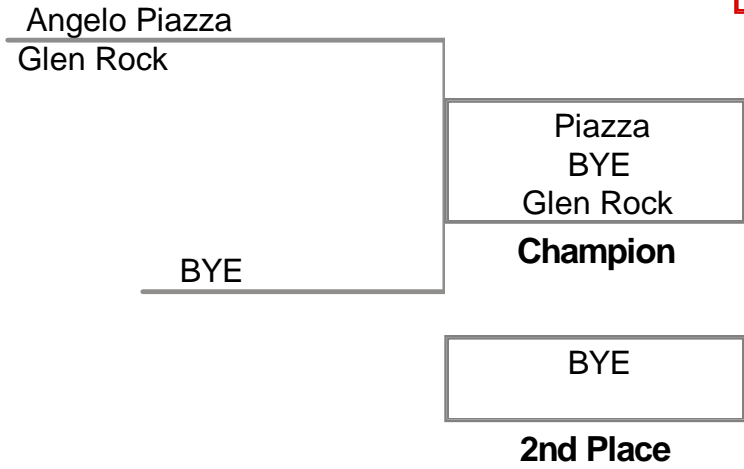 Angelo Piazza
Glen Rock
Piazza
BYE
Glen Rock
Champion
BYE
BYE
2nd Place